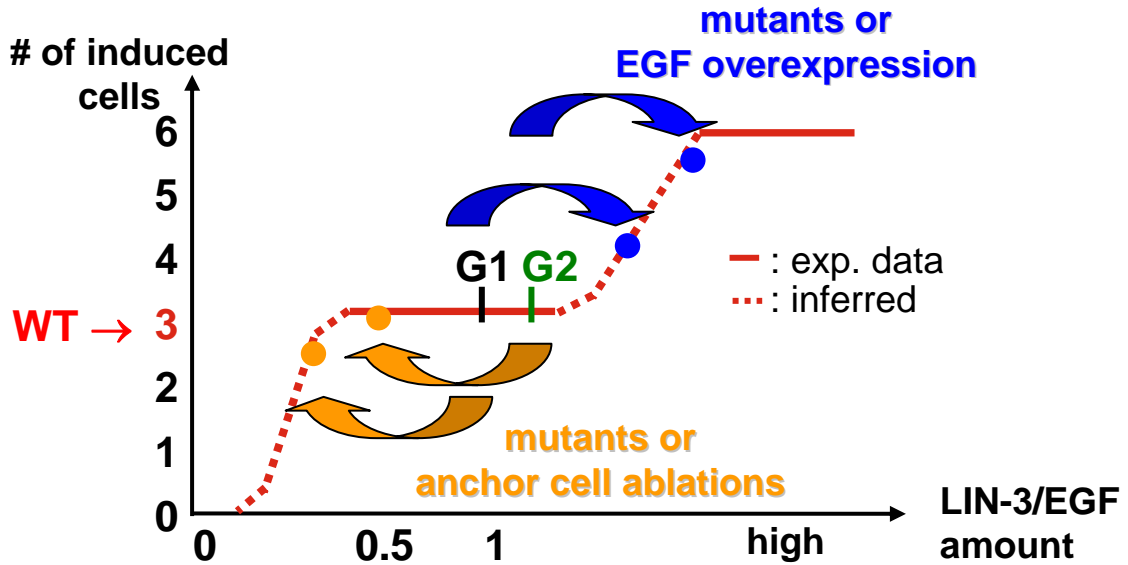 mutants or
EGF overexpression
# of induced
cells
6
5
4
G1 G2
: exp. data
: inferred
WT → 3
2
1
mutants or
anchor cell ablations
0
LIN-3/EGF
amount
0 0.5 1 high